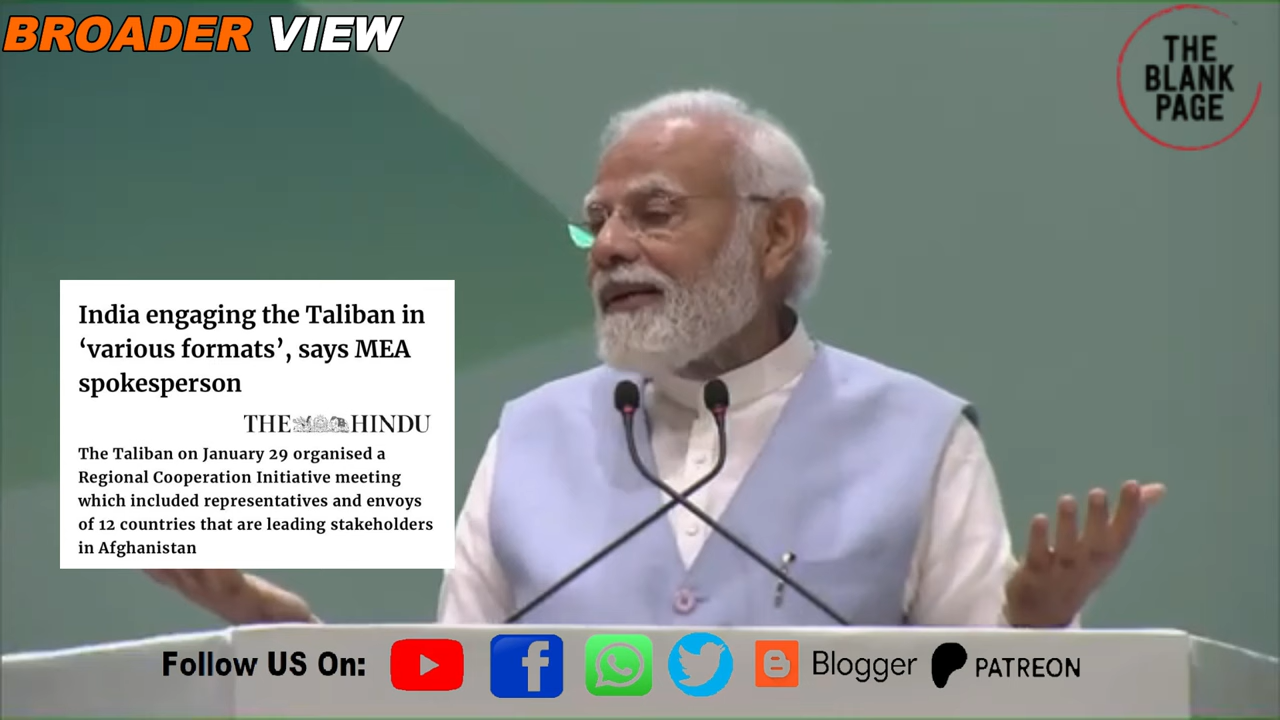 BROADER VIEW
THE
BLANK
PAGE
India engaging the Taliban in
‘various formats’, says MEA
spokesperson
THE HINDU
The Taliban on January 29 organised a
Regional Cooperation Initiative meeting
which included representatives and envoys
of 12 countries that are leading stakeholders
in Afghanistan
Follow US On:
Blogger
PATREON